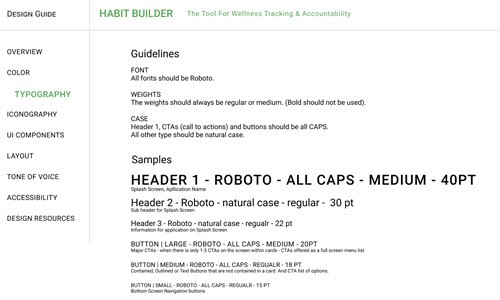 DESIGN GUIDE
HABIT BUILDER
The Tool For Wellness Tracking & Accountability
OVERVIEW
COLOR
TYPOGRAPHY
ICONOGRAPHY
UI COMPONENTS
LAYOUT
TONE OF VOICE
ACCESSIBILITY
DESIGN RESOURCES
Guidelines
FONT
All fonts should be Roboto.
WEIGHTS
The weights should always be regular or medium. (Bold should not be used).
CASE
Header 1, CTAs (call to actions) and buttons should be all CAPS.
All other type should be natural case.
Samples
HEADER 1 - ROBOTO - ALL CAPS - MEDIUM - 40PT
Splash Screen, Apllication Name
Header 2 - Roboto - natural case - regular - 30 pt
Sub header for Splash Screen
Header 3 - Roboto - natural case - regualr - 22 pt
Information for application on Splash Screen
BUTTON | LARGE - ROBOTO - ALL CAPS - MEDIUM - 20PT
Major CTAs - when there is only 1-3 CTAs on the screen within cards - CTAs offered as a full screen menu list
BUTTON | MEDIUM - ROBOTO - ALL CAPS - REGUALR - 18 PT
Contained, Outlined or Text Buttons that are not contained in a card. And CTA list of options.
BUTTON | SMALL - ROBOTO - ALL CAPS - REGUALR - 15 PT
Bottom Screen Navigation buttons